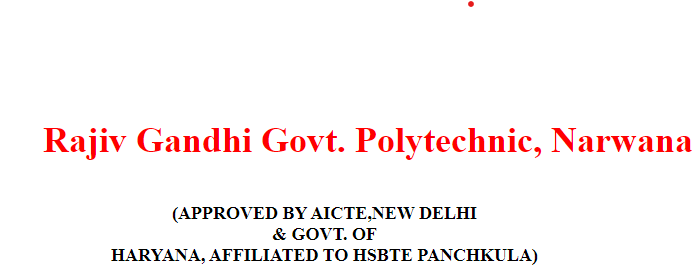 Rajiv Gandhi Govt. Polytechnic, Narwana
(APPROVED BY AICTE,NEW DELHI
& GOVT. OF
HARYANA, AFFILIATED TO HSBTE PANCHKULA)